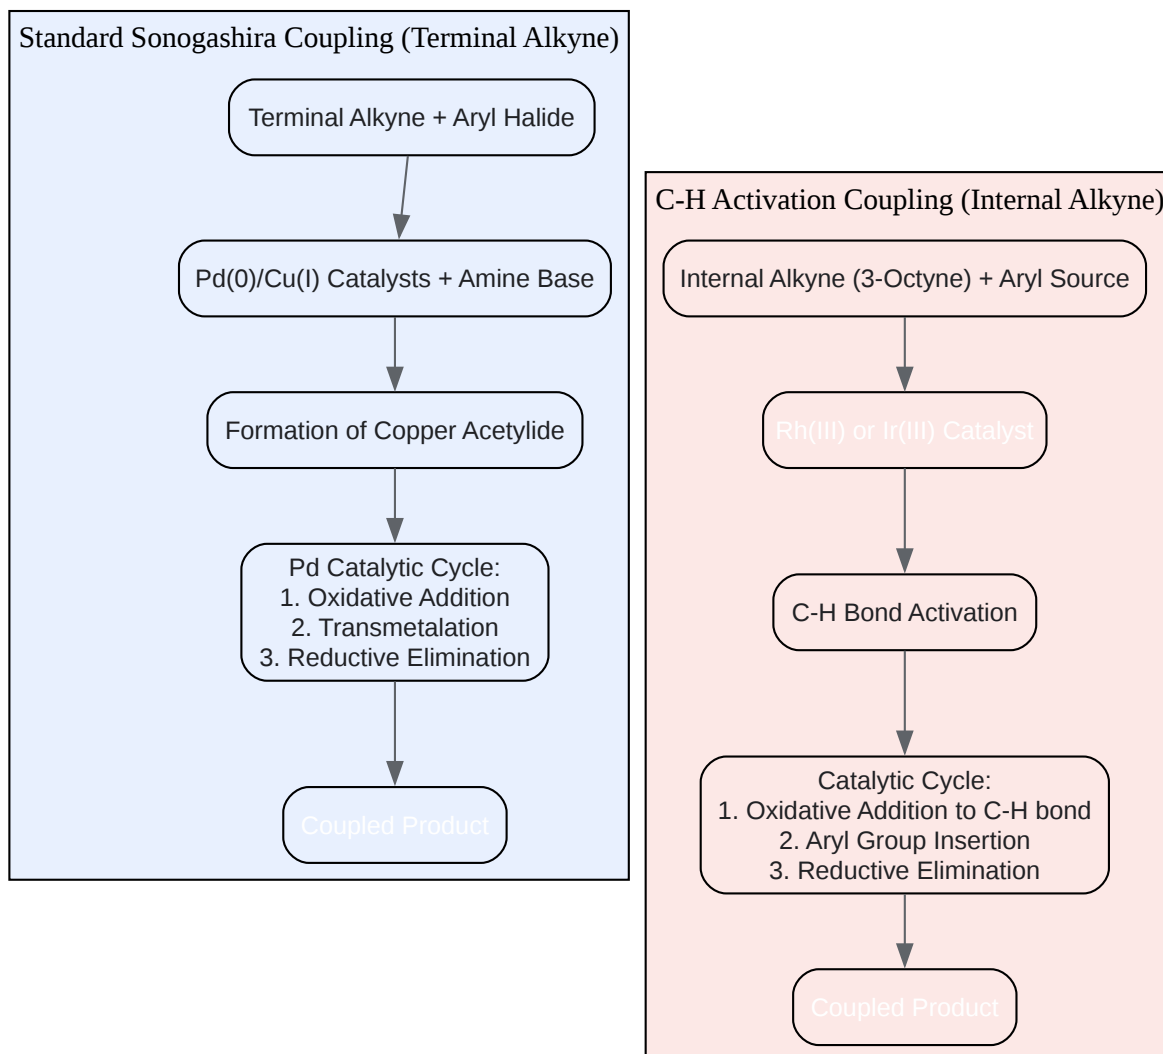 Standard Sonogashira Coupling (Terminal Alkyne)
Terminal Alkyne + Aryl Halide
Pd(0)/Cu(I) Catalysts + Amine Base
Formation of Copper Acetylide
Pd Catalytic Cycle:
1. Oxidative Addition
2. Transmetalation
3. Reductive Elimination
Coupled Product
C-H Activation Coupling (Internal Alkyne)
Internal Alkyne (3-Octyne) + Aryl Source
Rh(III) or Ir(III) Catalyst
C-H Bond Activation
Catalytic Cycle:
1. Oxidative Addition to C-H bond
2. Aryl Group Insertion
3. Reductive Elimination
Coupled Product